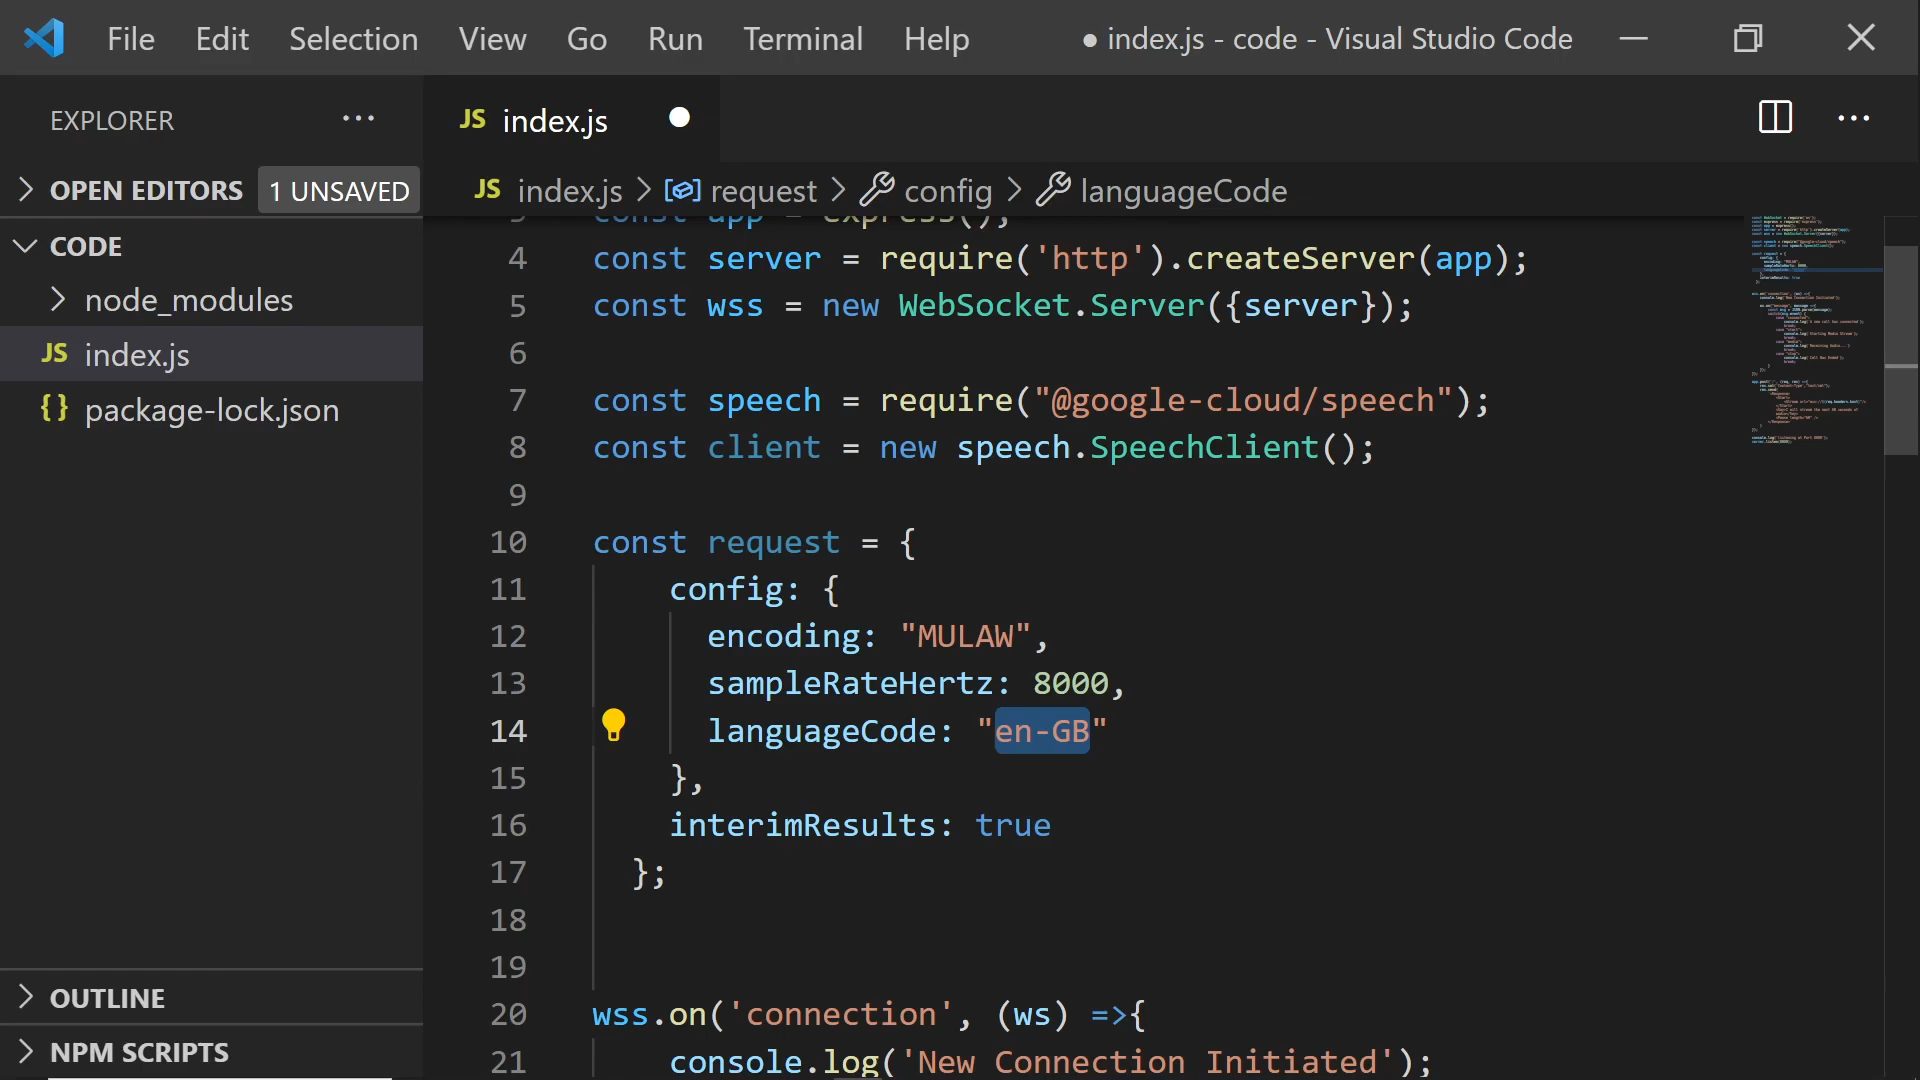 File Edit Selection View Go Run Terminal Help ● index.js - code - Visual Studio Code
EXPLORER ···
JS index.js ●
OPEN EDITORS 1 UNSAVED
JS index.js > request > config > languageCode
CODE
node_modules
JS index.js
{} package-lock.json
3 const app = express();
4 const server = require('http').createServer(app);
5 const wss = new WebSocket.Server({server});
6
7 const speech = require("@google-cloud/speech");
8 const client = new speech.SpeechClient();
9
10 const request = {
11 config: {
12 encoding: "MULAW",
13 sampleRateHertz: 8000,
14 languageCode: "en-GB"
15 },
16 interimResults: true
17 };
18
19
20 wss.on('connection', (ws) =>{
21 console.log('New Connection Initiated');
OUTLINE
NPM SCRIPTS